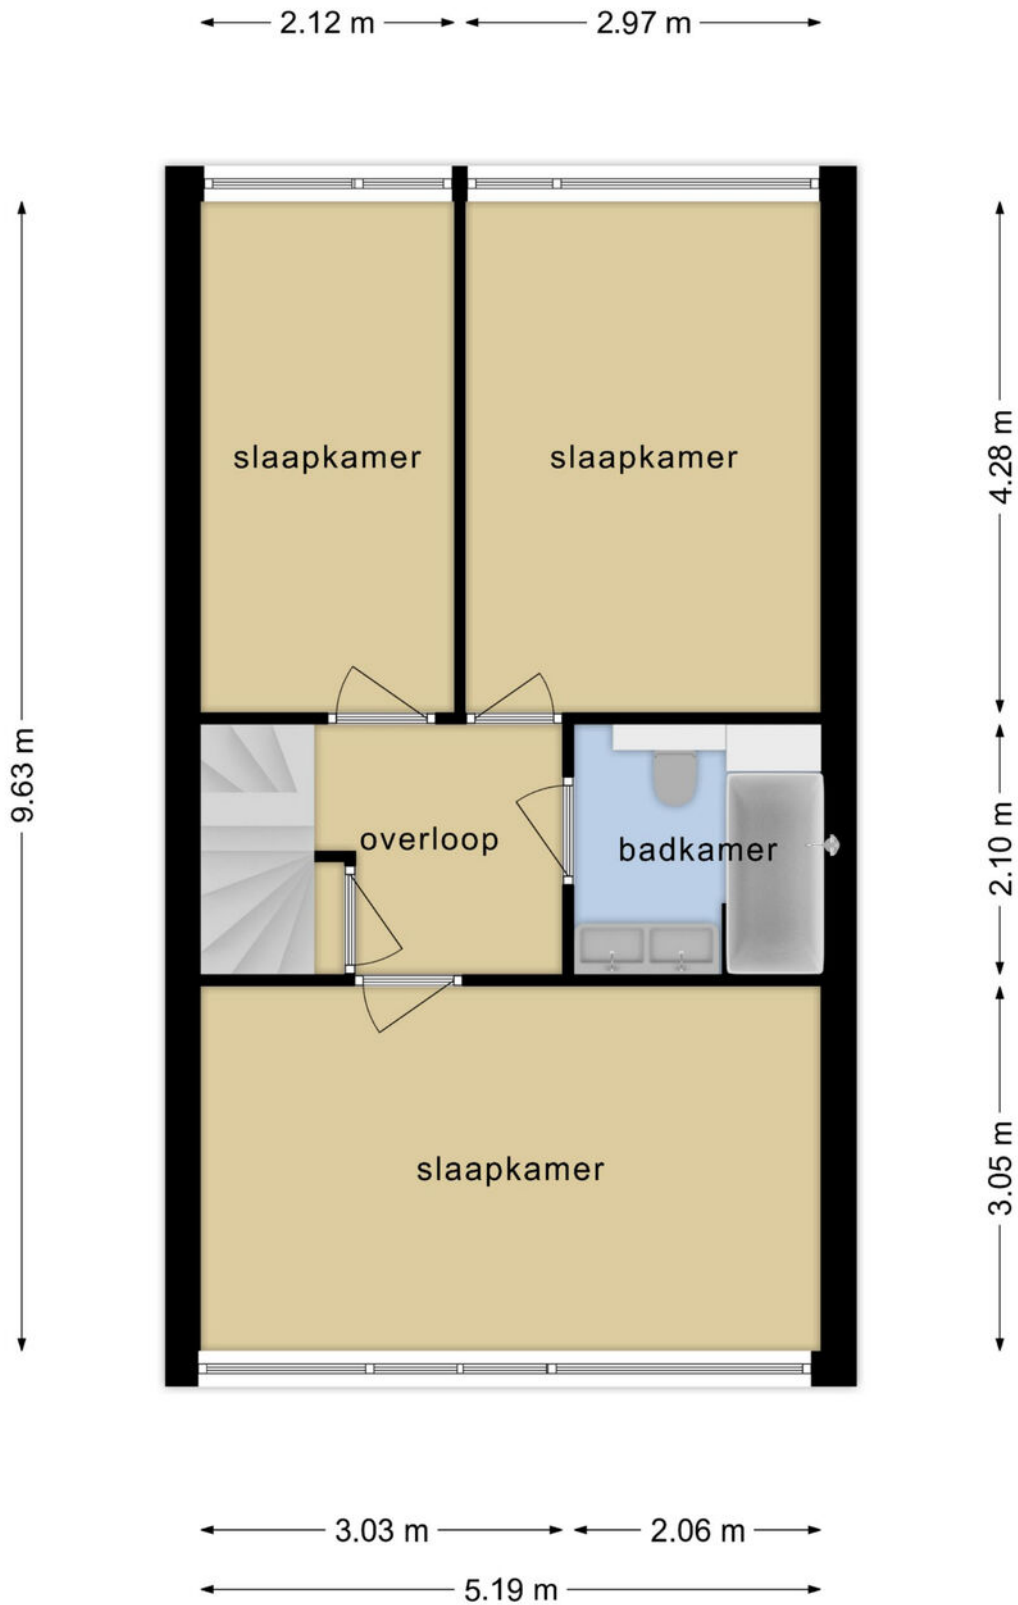 2.12 m
2.97 m
slaapkamer
slaapkamer
4.28 m
9.63 m
overloop
badkamer
2.10 m
slaapkamer
3.05 m
3.03 m
2.06 m
5.19 m